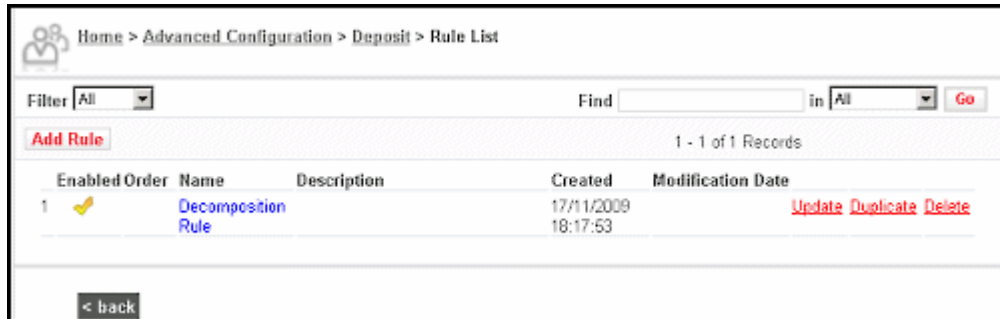 Home > Advanced Configuration > Deposit > Rule List
Filter All Find in All Go
Add Rule 1 - 1 of 1 Records
Enabled Order Name Description Created Modification Date
1 Decomposition 17/11/2009 Update Duplicate Delete
Rule 18:17:53
< back